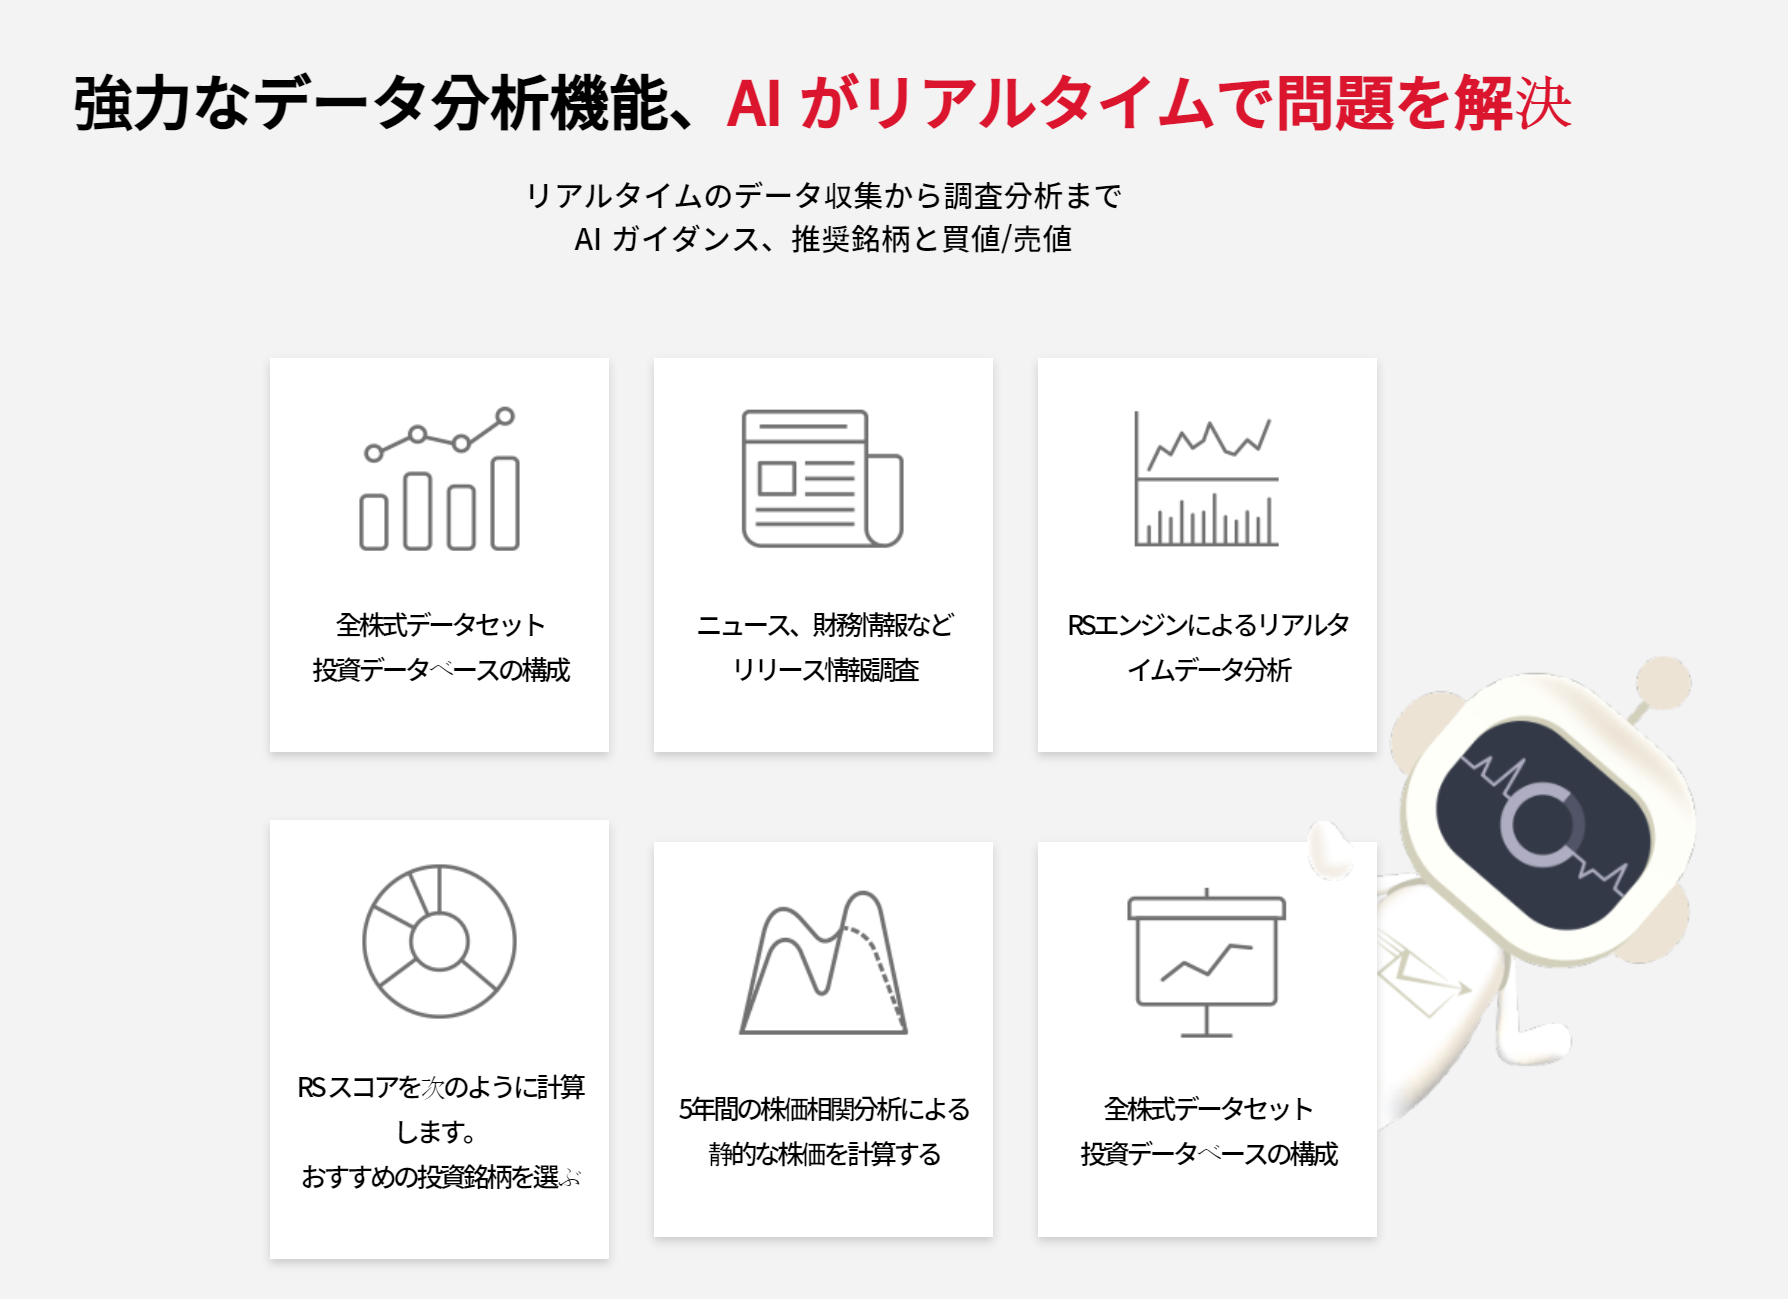 強力なデータ分析機能、AI がリアルタイムで問題を解決
リアルタイムのデータ収集から調査分析まで
AI ガイダンス、推奨銘柄と買値/売値
全株式データセット
投資データベースの構成
ニュース、財務情報など
リリース情報調査
RSエンジンによるリアルタ
イムデータ分析
RSスコアを次のように計算
します。
おすすめの投資銘柄を選ぶ
5年間の株価相関分析による
静的な株価を計算する
全株式データセット
投資データベースの構成